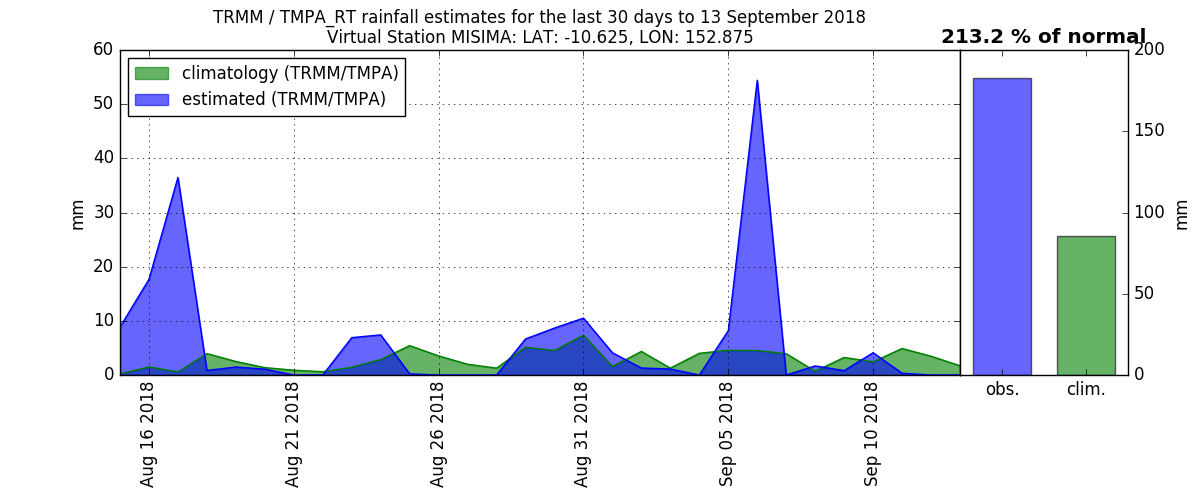 TRMM / TMPA_RT rainfall estimates for the last 30 days to 13 September 2018
Virtual Station MISIMA: LAT: -10.625, LON: 152.875
213.2 % of normal
climatology (TRMM/TMPA)
estimated (TRMM/TMPA)
60
50
40
30
20
10
0
mm
Aug 16 2018
Aug 21 2018
Aug 26 2018
Aug 31 2018
Sep 05 2018
Sep 10 2018
200
150
100
50
0
mm
obs.
clim.